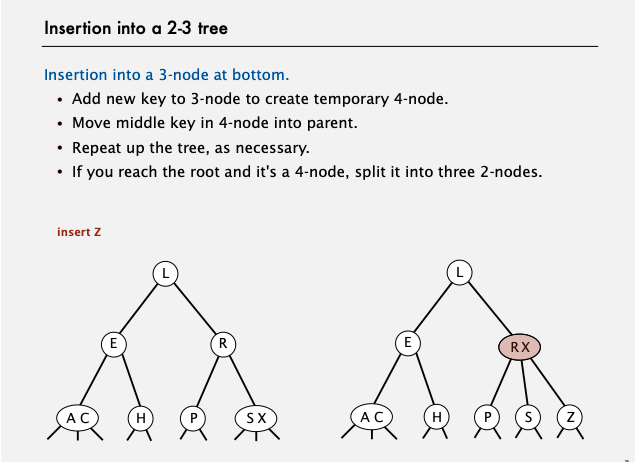 Insertion into a 2-3 tree
Insertion into a 3-node at bottom.
• Add new key to 3-node to create temporary 4-node.
• Move middle key in 4-node into parent.
• Repeat up the tree, as necessary.
• If you reach the root and it's a 4-node, split it into three 2-nodes.
insert Z
L
E R
A C H P S X
L
E R X
A C H P S Z